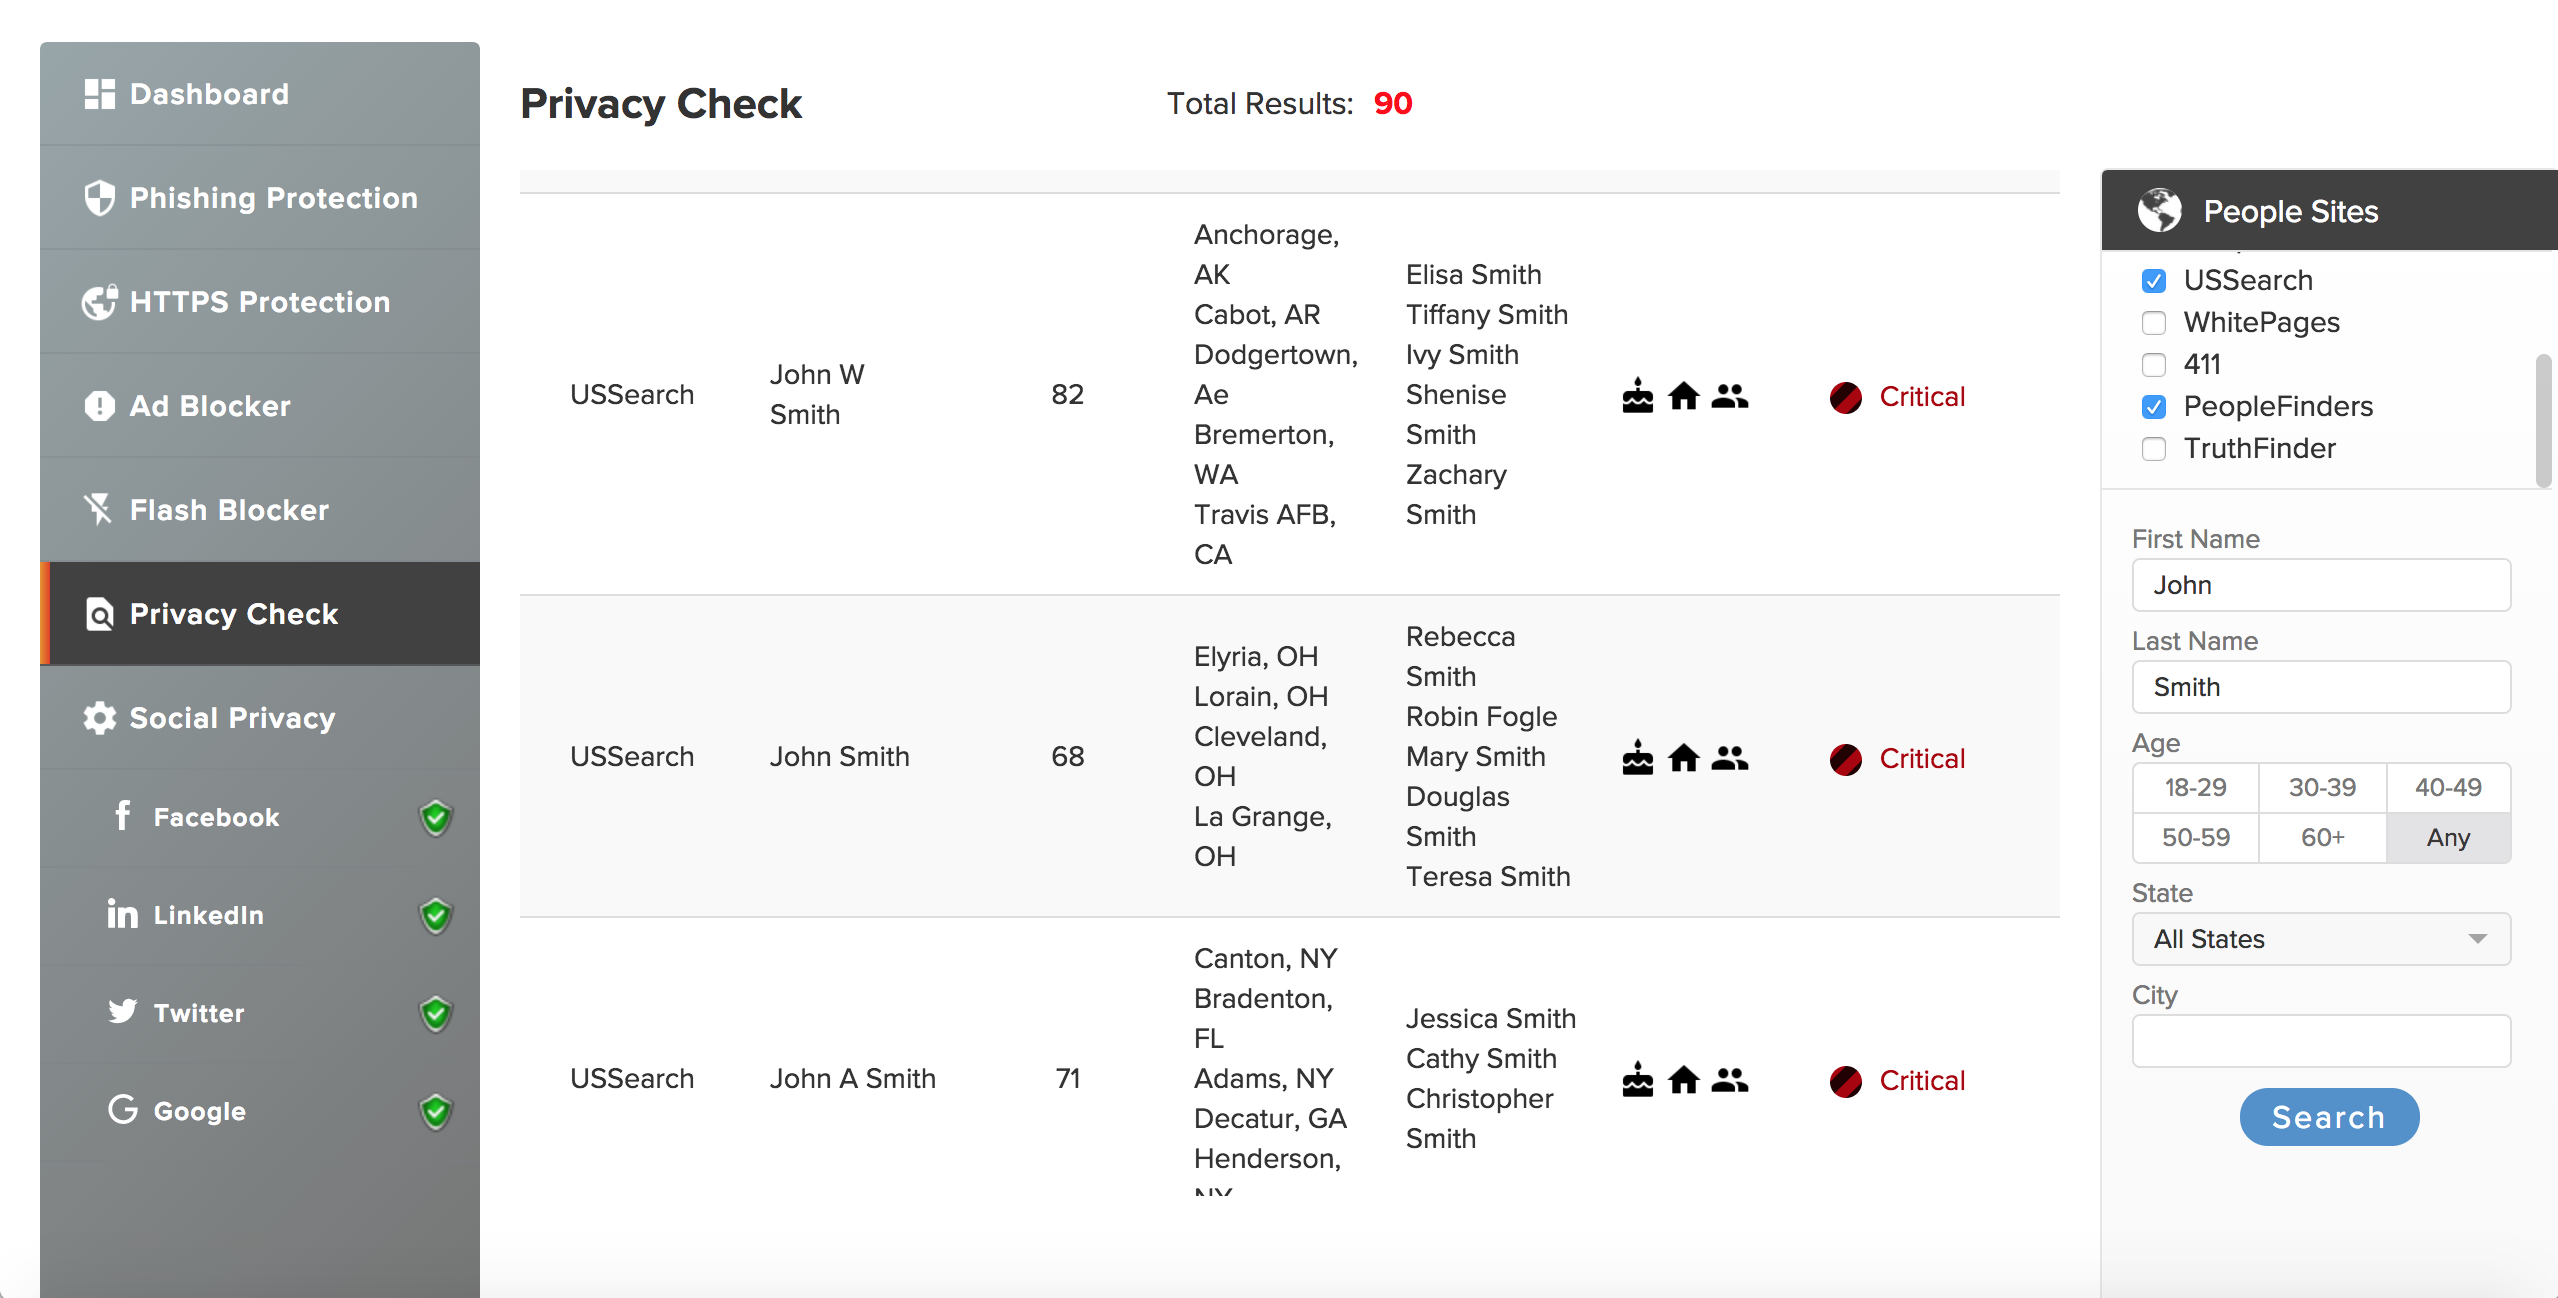 Dashboard
Phishing Protection
HTTPS Protection
Ad Blocker
Flash Blocker
Privacy Check
Social Privacy
Facebook
LinkedIn
Twitter
Google
Privacy Check
Total Results: 90
USSearch
John W
Smith
82
Anchorage,
AK
Cabot, AR
Dodgertown,
Ae
Bremerton,
WA
Travis AFB,
CA
Elisa Smith
Tiffany Smith
Ivy Smith
Shenise
Smith
Zachary
Smith
Critical
USSearch
John Smith
68
Elyria, OH
Lorain, OH
Cleveland,
OH
La Grange,
OH
Rebecca
Smith
Robin Fogle
Mary Smith
Douglas
Smith
Teresa Smith
Critical
USSearch
John A Smith
71
Canton, NY
Bradenton,
FL
Adams, NY
Decatur, GA
Henderson,
NY
Jessica Smith
Cathy Smith
Christopher
Smith
Critical
People Sites
USSearch
WhitePages
411
PeopleFinders
TruthFinder
First Name
John
Last Name
Smith
Age
18-29 30-39 40-49
50-59 60+ Any
State
All States
City
Search